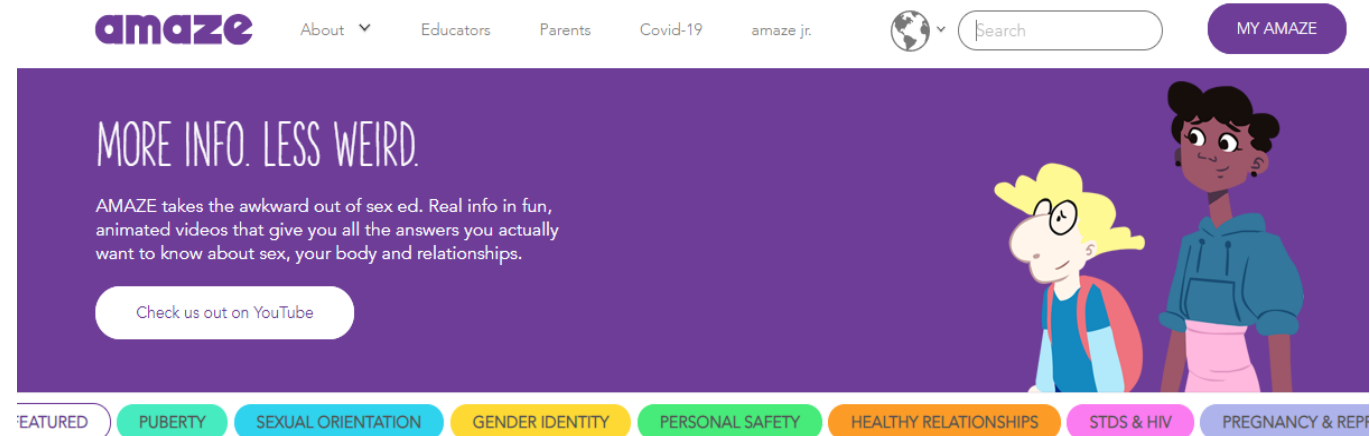 amaze About Educators Parents Covid-19 amaze jr. Search MY AMAZE
MORE INFO. LESS WEIRD.
AMAZE takes the awkward out of sex ed. Real info in fun,
animated videos that give you all the answers you actually
want to know about sex, your body and relationships.
Check us out on YouTube
FEATURED PUBERTY SEXUAL ORIENTATION GENDER IDENTITY PERSONAL SAFETY HEALTHY RELATIONSHIPS STDS & HIV PREGNANCY &